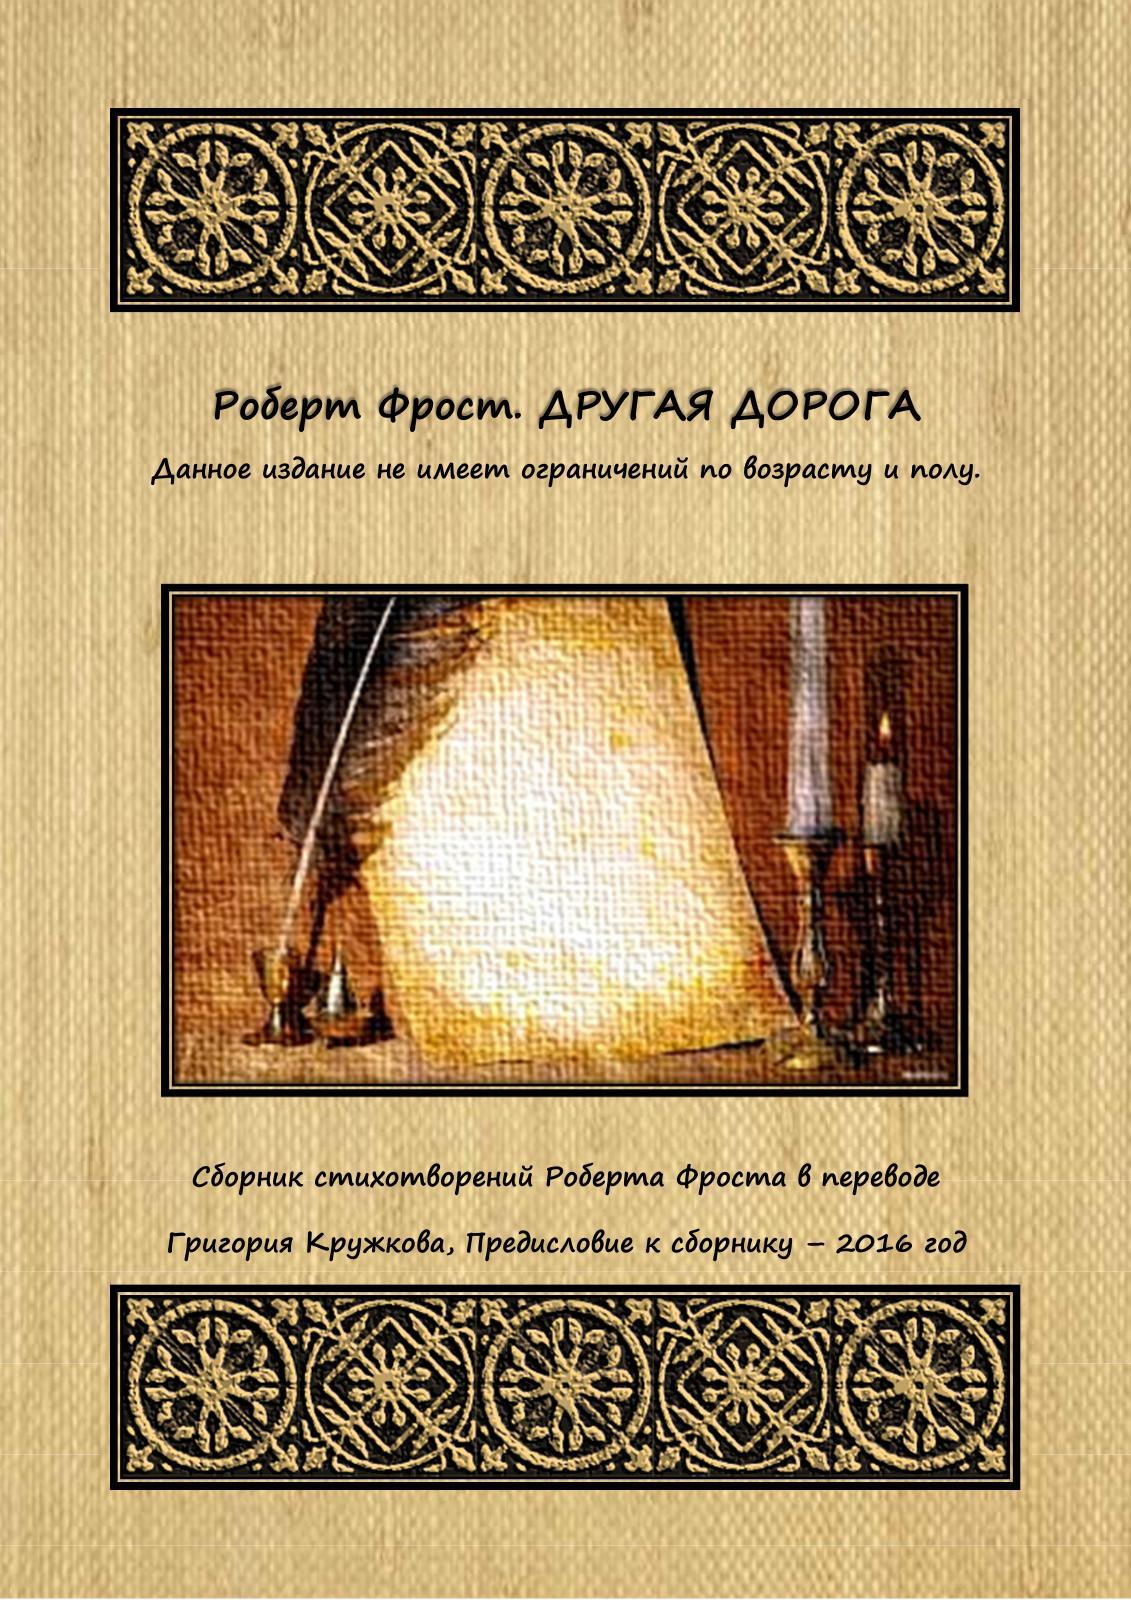 Роберт Фрост. ДРУГАЯ ДОРОГА
Данное издание не имеет ограничений по возрасту и полу.
Сборник стихотворений Роберта Фроста в переводе
Григория Кружкова, Предисловие к сборнику – 2016 год